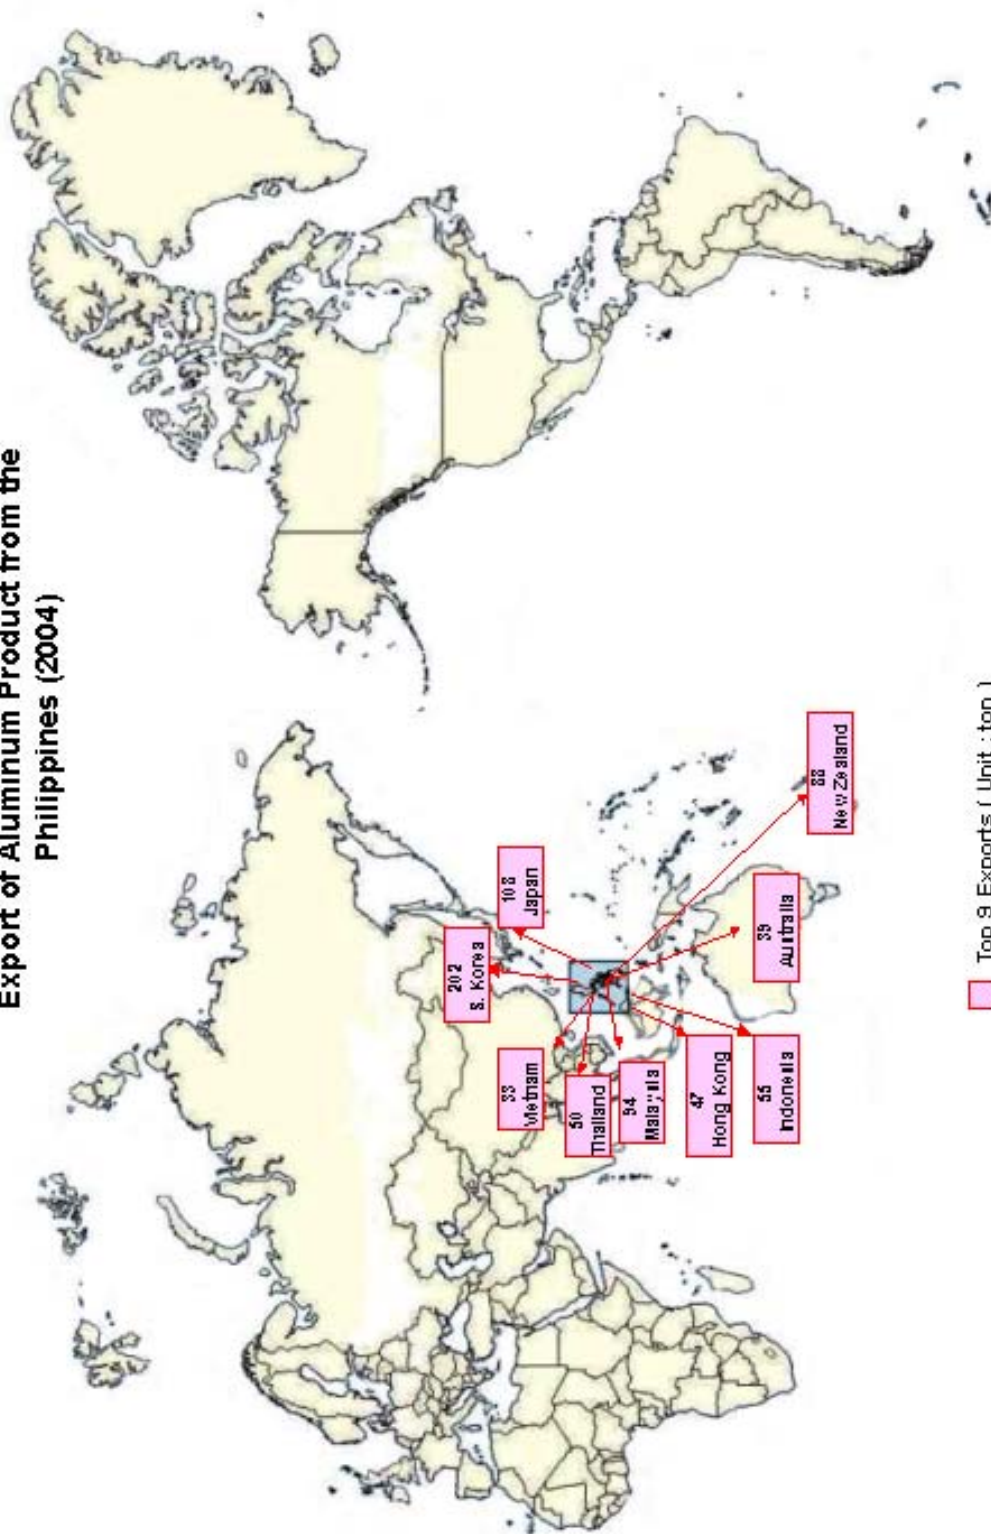 Export of Aluminum Product from the
Philippines (2004)
202
S. Korea
108
Japan
33
Vietnam
50
Thailand
94
Malaysia
47
Hong Kong
55
Indonesia
39
Australia
88
New Zealand
Top 9 Exports ( Unit : ton )